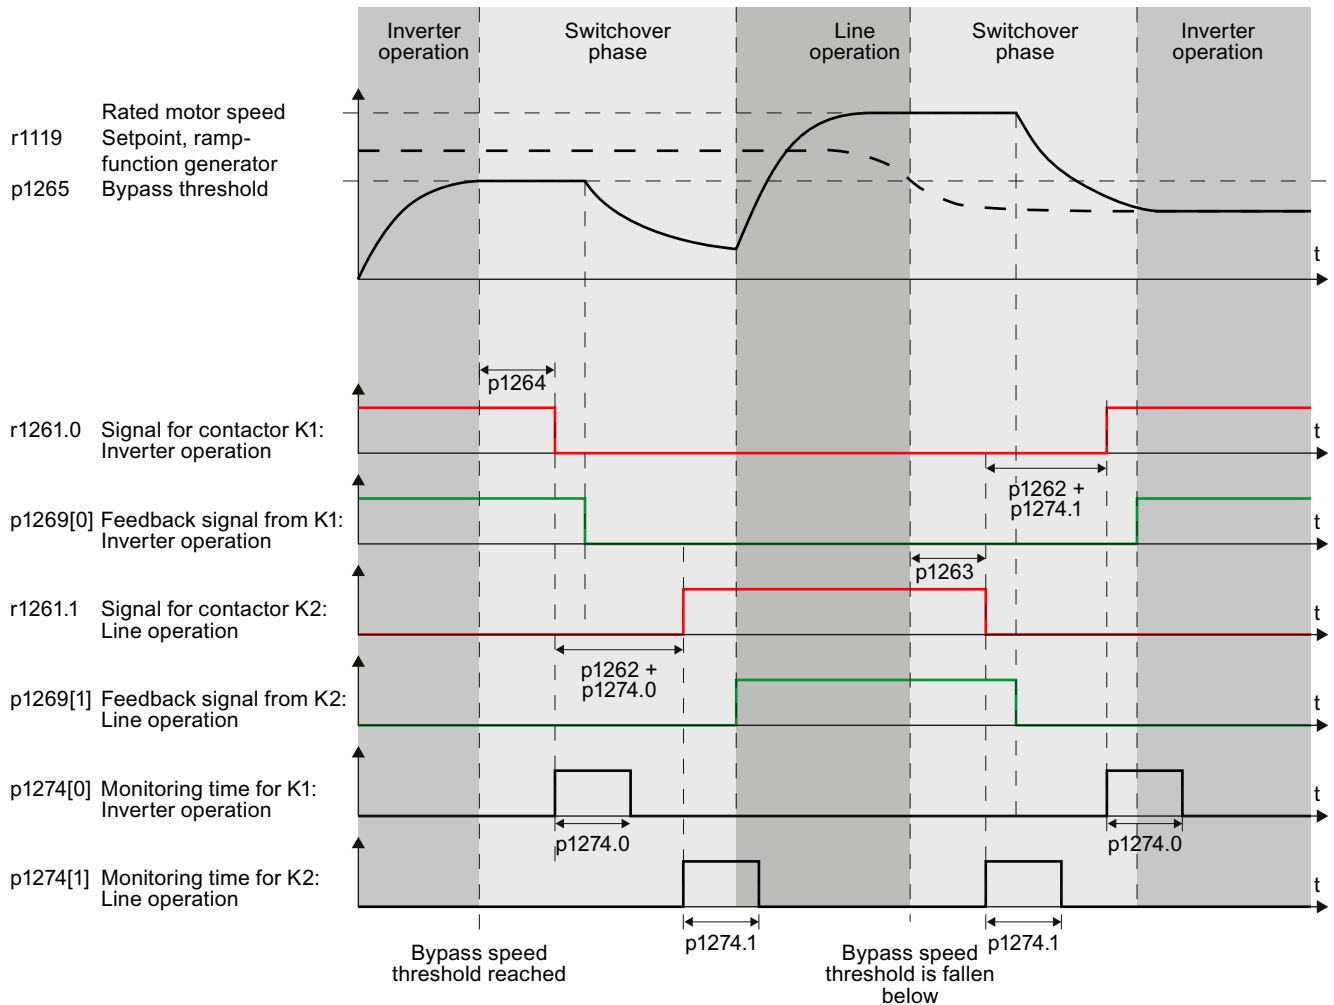 Inverter
operation
Switchover
phase
Line
operation
Switchover
phase
Inverter
operation
Rated motor speed
r1119 Setpoint, ramp-
function generator
p1265 Bypass threshold
t
p1264
r1261.0 Signal for contactor K1:
Inverter operation
t
p1262 +
p1274.1
p1269[0] Feedback signal from K1:
Inverter operation
t
p1263
r1261.1 Signal for contactor K2:
Line operation
t
p1262 +
p1274.0
p1269[1] Feedback signal from K2:
Line operation
t
p1274[0] Monitoring time for K1:
Inverter operation
t
p1274.0
p1274.0
p1274[1] Monitoring time for K2:
Line operation
t
p1274.1
p1274.1
Bypass speed
threshold reached
Bypass speed
threshold is fallen
below